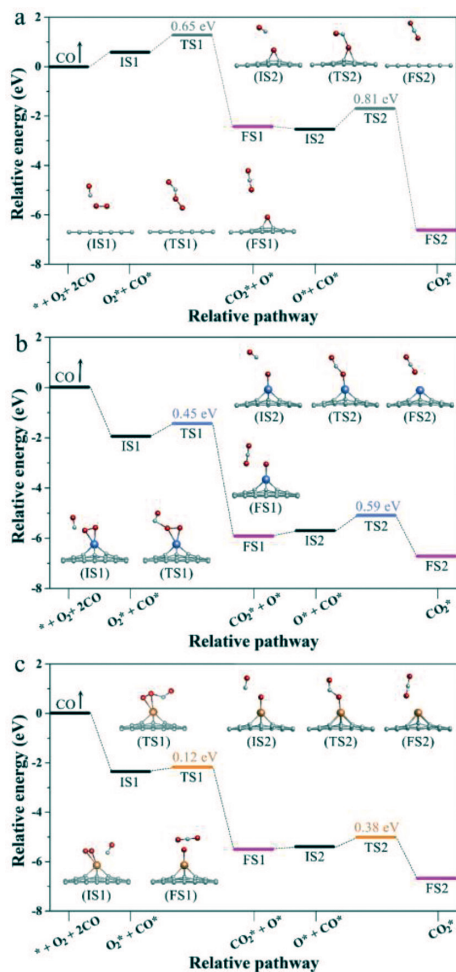 a
Relative energy (eV)
2
0
-2
-4
-6
-8
CO
IS1
0.65 eV
TS1
(IS2)
(TS2)
(FS2)
FS1
IS2
0.81 eV
TS2
FS2
(IS1)
(TS1)
(FS1)
* + O2 + 2CO
O2* + CO*
CO2* + O*
O* + CO*
CO2*
Relative pathway
b
Relative energy (eV)
2
0
-2
-4
-6
-8
CO
IS1
0.45 eV
TS1
(IS2)
(TS2)
(FS2)
(FS1)
FS1
IS2
0.59 eV
TS2
FS2
(IS1)
(TS1)
* + O2 + 2CO
O2* + CO*
CO2* + O*
O* + CO*
CO2*
Relative pathway
c
Relative energy (eV)
2
0
-2
-4
-6
-8
CO
(TS1)
(IS2)
(TS2)
(FS2)
IS1
0.12 eV
TS1
FS1
IS2
0.38 eV
TS2
FS2
(IS1)
(FS1)
* + O2 + 2CO
O2* + CO*
CO2* + O*
O* + CO*
CO2*
Relative pathway